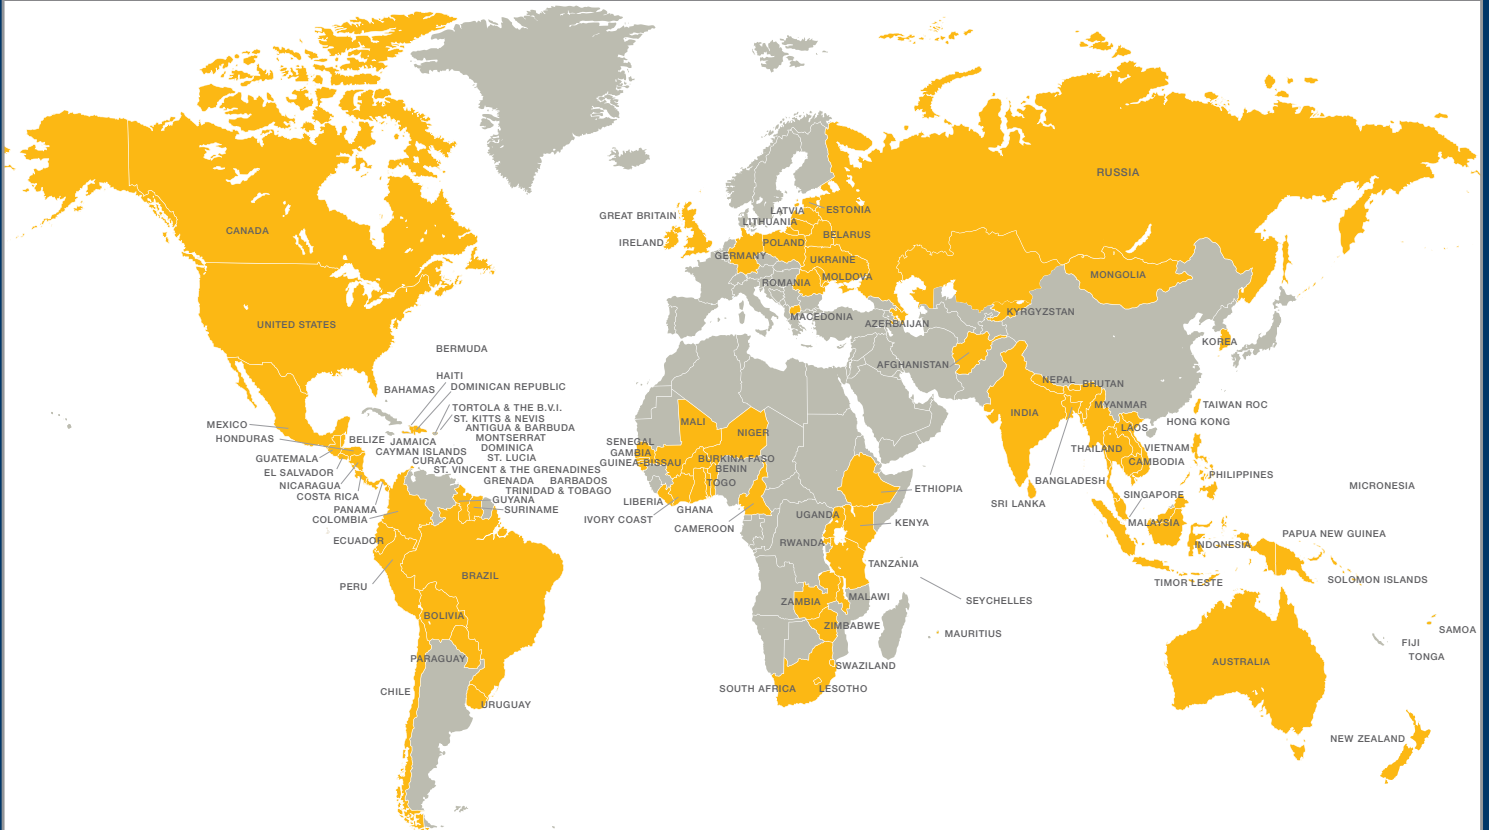 RUSSIA
GREAT BRITAIN
LATVIA
ESTONIA
LITHUANIA
CANADA
IRELAND
POLAND
BELARUS
GERMANY
UKRAINE
MOLDOVA
ROMANIA
MONGOLIA
UNITED STATES
MACEDONIA
AZERBAIJAN
KYRGYZSTAN
KOREA
BERMUDA
AFGHANISTAN
HAITI
BAHAMAS
DOMINICAN REPUBLIC
NEPAL
BHUTAN
TORTOLA & THE B.V.I.
ST. KITTS & NEVIS
ANTIGUA & BARBUDA
MONTSERRAT
DOMINICA
ST. LUCIA
ST. VINCENT & THE GRENADINES
GRENADA
BARBADOS
TRINIDAD & TOBAGO
MEXICO
HONDURAS
BELIZE
JAMAICA
CAYMAN ISLANDS
CURACAO
GUATEMALA
EL SALVADOR
NICARAGUA
COSTA RICA
PANAMA
COLOMBIA
GUYANA
SURINAME
ECUADOR
PERU
BRAZIL
BOLIVIA
PARAGUAY
CHILE
URUGUAY
MALI
NIGER
SENEGAL
GAMBIA
GUINEA-BISSAU
BURKINA FASO
BENIN
TOGO
LIBERIA
GHANA
IVORY COAST
CAMEROON
ETHIOPIA
UGANDA
KENYA
RWANDA
TANZANIA
ZAMBIA
MALAWI
SEYCHELLES
ZIMBABWE
MAURITIUS
SWAZILAND
SOUTH AFRICA
LESOTHO
INDIA
MYANMAR
TAIWAN ROC
HONG KONG
LAOS
THAILAND
VIETNAM
CAMBODIA
BANGLADESH
PHILIPPINES
SRI LANKA
SINGAPORE
MALAYSIA
MICRONESIA
INDONESIA
PAPUA NEW GUINEA
TIMOR LESTE
SOLOMON ISLANDS
SAMOA
FIJI
TONGA
AUSTRALIA
NEW ZEALAND